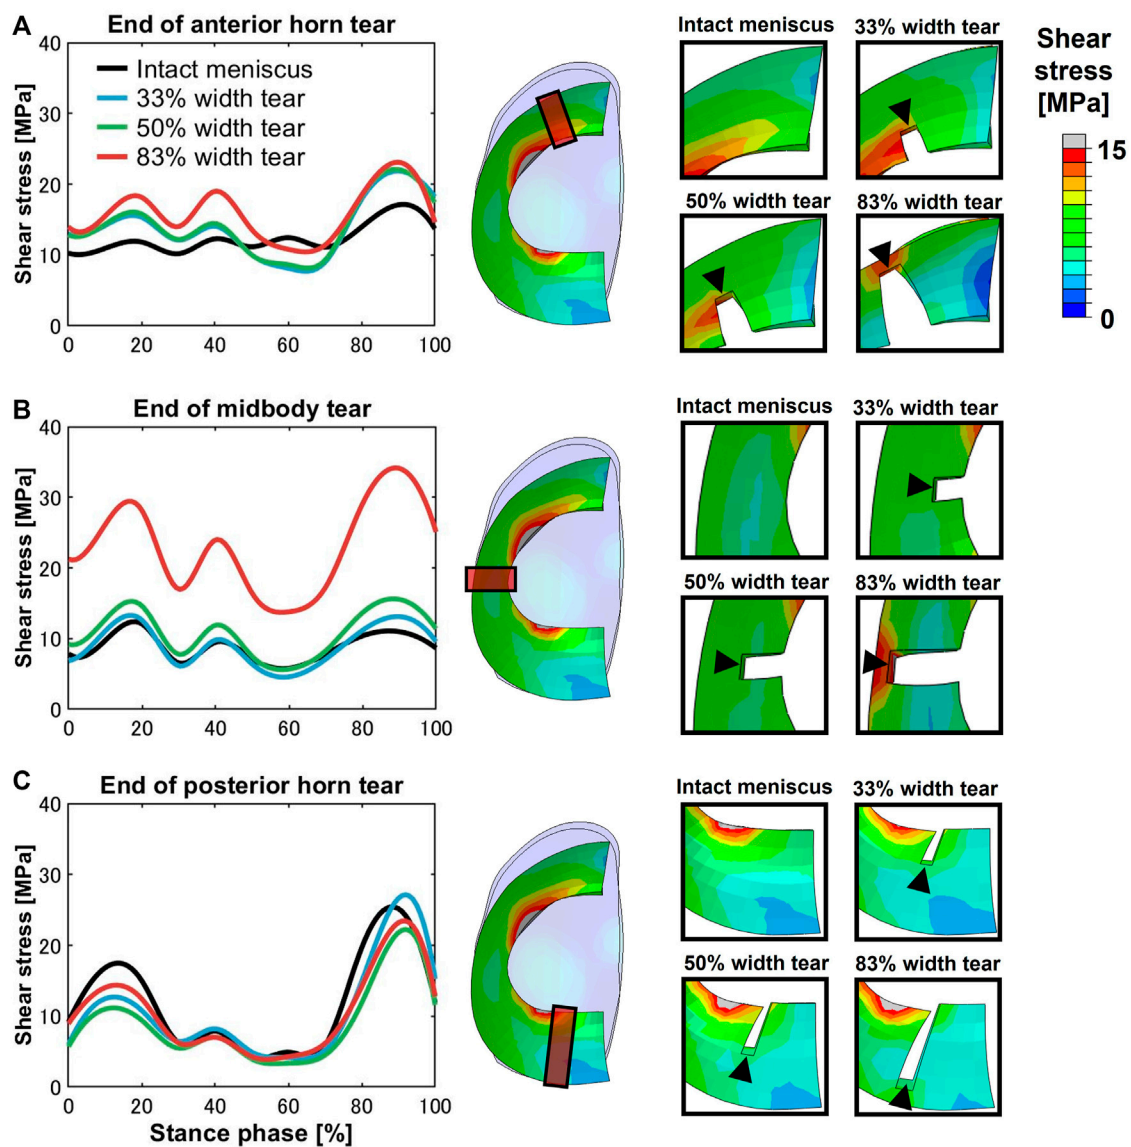 A
End of anterior horn tear
Shear stress [MPa]
40
30
20
10
0
Intact meniscus
33% width tear
50% width tear
83% width tear
0 20 40 60 80 100
Intact meniscus
33% width tear
50% width tear
83% width tear
Shear
stress
[MPa]
15
0
B
End of midbody tear
Shear stress [MPa]
40
30
20
10
0
0 20 40 60 80 100
Intact meniscus
33% width tear
50% width tear
83% width tear
C
End of posterior horn tear
Shear stress [MPa]
40
30
20
10
0
0 20 40 60 80 100
Stance phase [%]
Intact meniscus
33% width tear
50% width tear
83% width tear